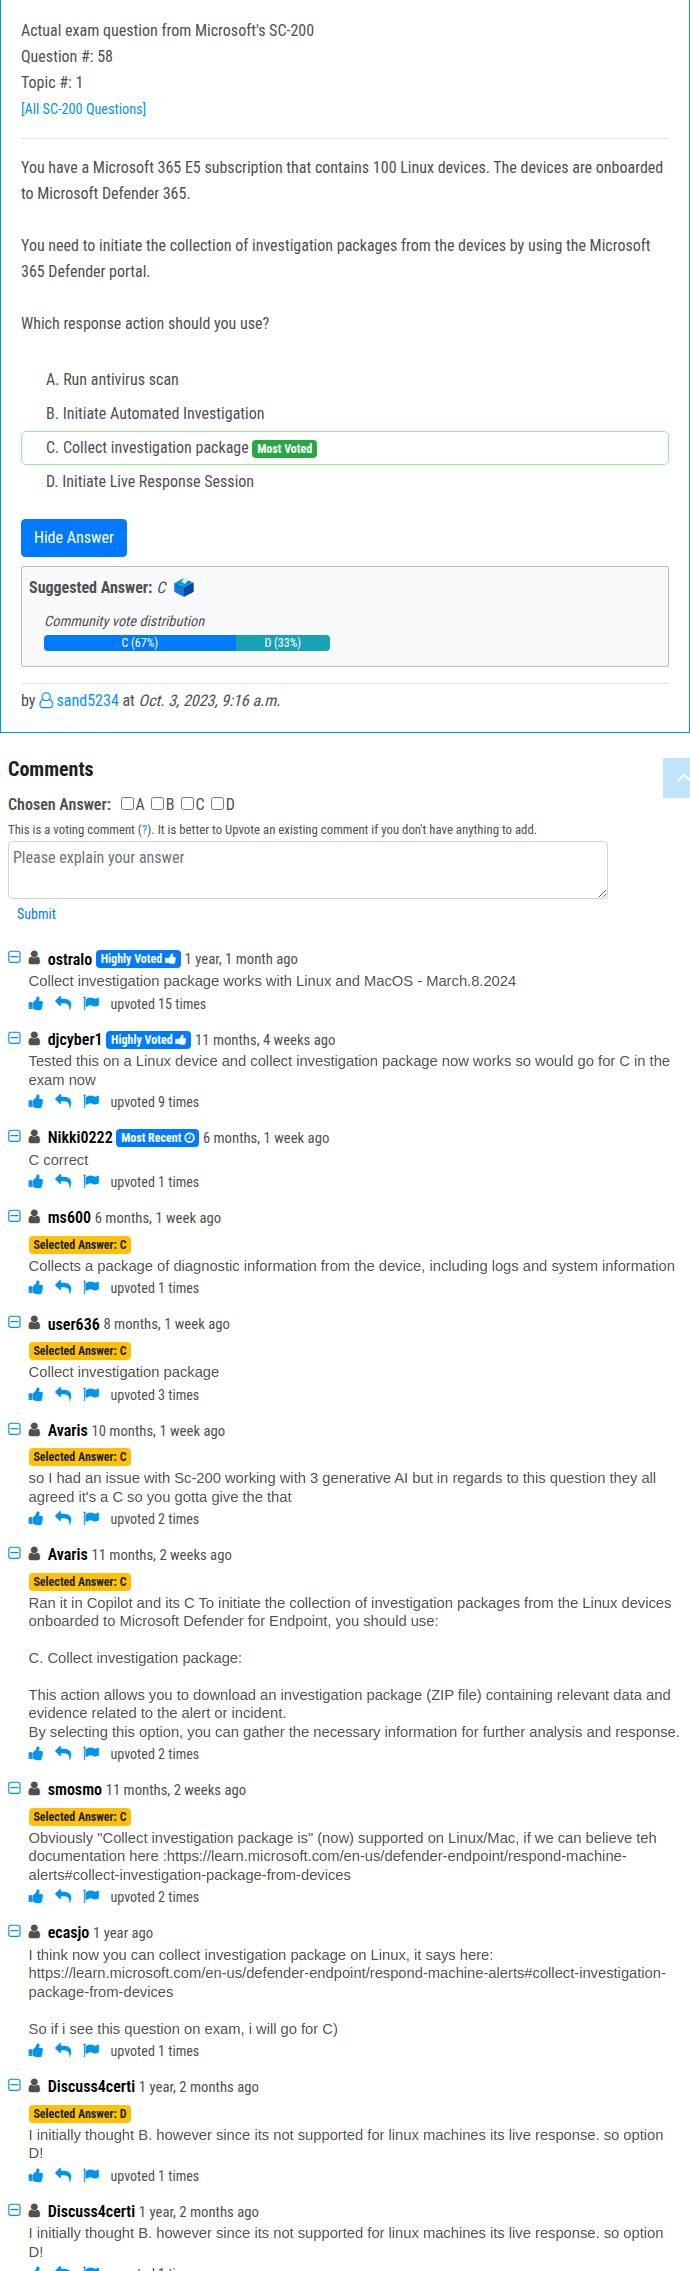 Actual exam question from Microsoft's SC-200
Question #: 58
Topic #: 1
[All SC-200 Questions]
You have a Microsoft 365 E5 subscription that contains 100 Linux devices. The devices are onboarded
to Microsoft Defender 365.
You need to initiate the collection of investigation packages from the devices by using the Microsoft
365 Defender portal.
Which response action should you use?
A. Run antivirus scan
B. Initiate Automated Investigation
C. Collect investigation package Most Voted
D. Initiate Live Response Session
Hide Answer
Suggested Answer: C
Community vote distribution
C (67%) D (33%)
by sand5234 at Oct. 3, 2023, 9:16 a.m.
Comments
Chosen Answer: A B C D
This is a voting comment (?). It is better to Upvote an existing comment if you don't have anything to add.
Please explain your answer
Submit
ostralo Highly Voted 1 year, 1 month ago
Collect investigation package works with Linux and MacOS - March.8.2024
upvoted 15 times
djcyber1 Highly Voted 11 months, 4 weeks ago
Tested this on a Linux device and collect investigation package now works so would go for C in the
exam now
upvoted 9 times
Nikki0222 Most Recent 6 months, 1 week ago
C correct
upvoted 1 times
ms600 6 months, 1 week ago
Selected Answer: C
Collects a package of diagnostic information from the device, including logs and system information
upvoted 1 times
user636 8 months, 1 week ago
Selected Answer: C
Collect investigation package
upvoted 3 times
Avaris 10 months, 1 week ago
Selected Answer: C
so I had an issue with Sc-200 working with 3 generative AI but in regards to this question they all
agreed it's a C so you gotta give the that
upvoted 2 times
Avaris 11 months, 2 weeks ago
Selected Answer: C
Ran it in Copilot and its C To initiate the collection of investigation packages from the Linux devices
onboarded to Microsoft Defender for Endpoint, you should use:
C. Collect investigation package:
This action allows you to download an investigation package (ZIP file) containing relevant data and
evidence related to the alert or incident.
By selecting this option, you can gather the necessary information for further analysis and response.
upvoted 2 times
smosmo 11 months, 2 weeks ago
Selected Answer: C
Obviously "Collect investigation package is" (now) supported on Linux/Mac, if we can believe teh
documentation here :https://learn.microsoft.com/en-us/defender-endpoint/respond-machine-
alerts#collect-investigation-package-from-devices
upvoted 2 times
ecasjo 1 year ago
I think now you can collect investigation package on Linux, it says here:
https://learn.microsoft.com/en-us/defender-endpoint/respond-machine-alerts#collect-investigation-
package-from-devices
So if i see this question on exam, i will go for C)
upvoted 1 times
Discuss4certi 1 year, 2 months ago
Selected Answer: D
I initially thought B. however since its not supported for linux machines its live response. so option
D!
upvoted 1 times
Discuss4certi 1 year, 2 months ago
I initially thought B. however since its not supported for linux machines its live response. so option
D!